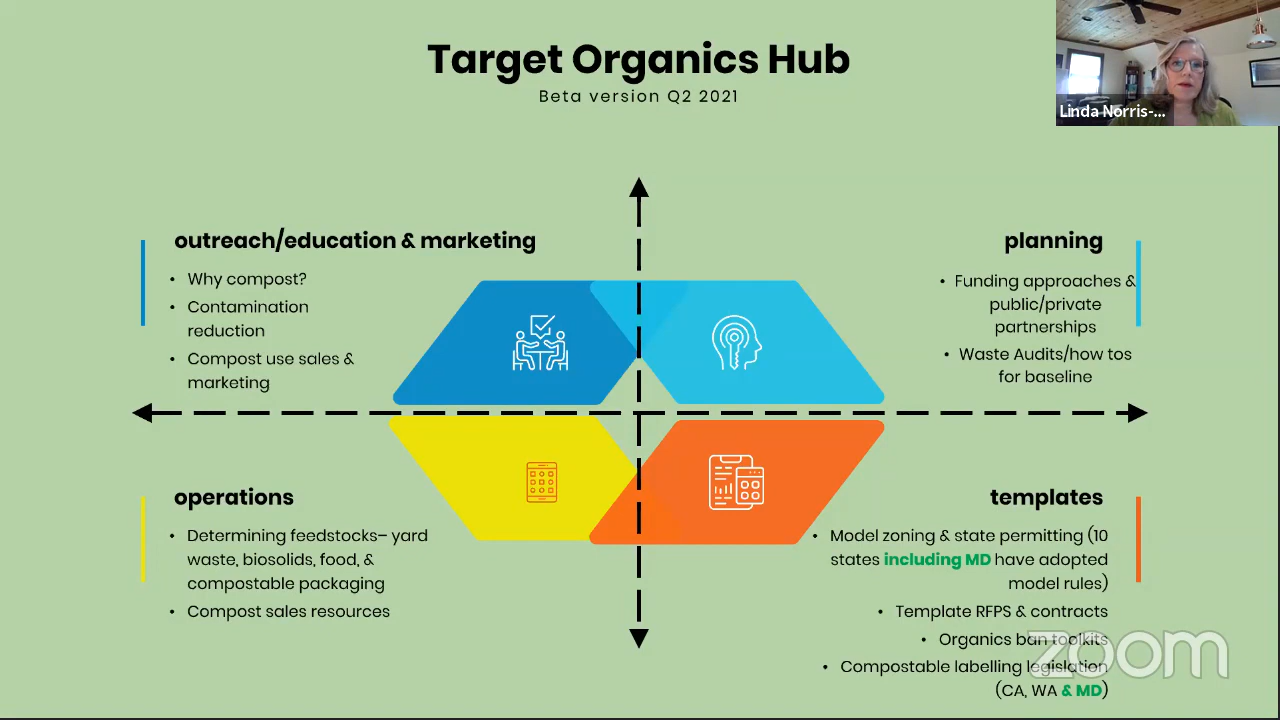 Target Organics Hub
Beta version Q2 2021
Linda Norris-...
outreach/education & marketing
• Why compost?
• Contamination
reduction
• Compost use sales &
marketing
planning
• Funding approaches &
public/private
partnerships
• Waste Audits/how tos
for baseline
operations
• Determining feedstocks– yard
waste, biosolids, food, &
compostable packaging
• Compost sales resources
templates
• Model zoning & state permitting (10
states including MD have adopted
model rules)
• Template RFPS & contracts
• Organics ban toolkits
• Compostable labelling legislation
(CA, WA & MD)
zoom